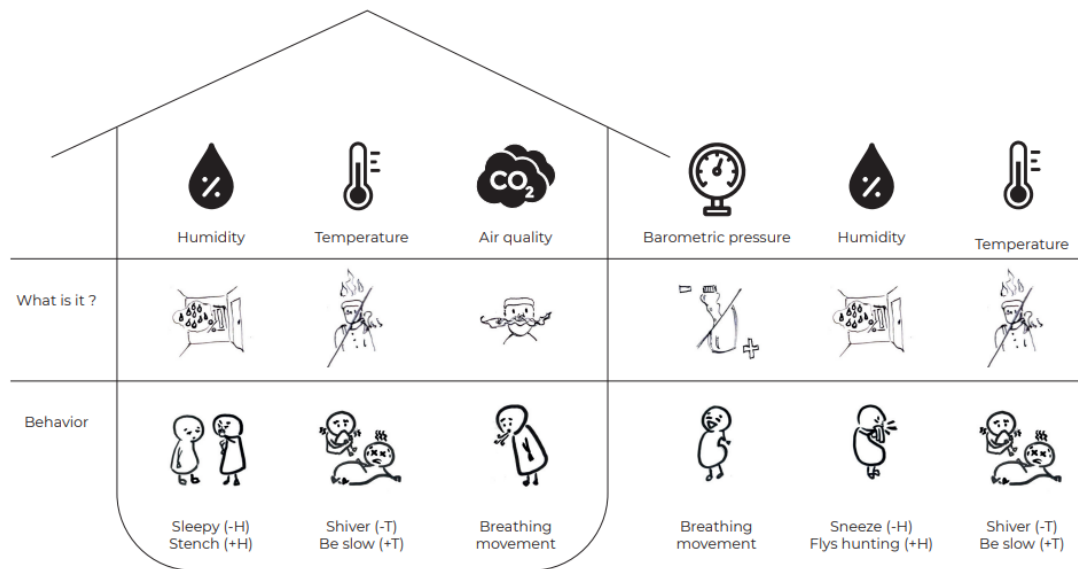 %
CO2
%
Humidity
Temperature
Air quality
Barometric pressure
Humidity
Temperature
What is it ?
-
+
Behavior
Sleepy (-H)
Stench (+H)
Shiver (-T)
Be slow (+T)
Breathing
movement
Breathing
movement
Sneeze (-H)
Flys hunting (+H)
Shiver (-T)
Be slow (+T)